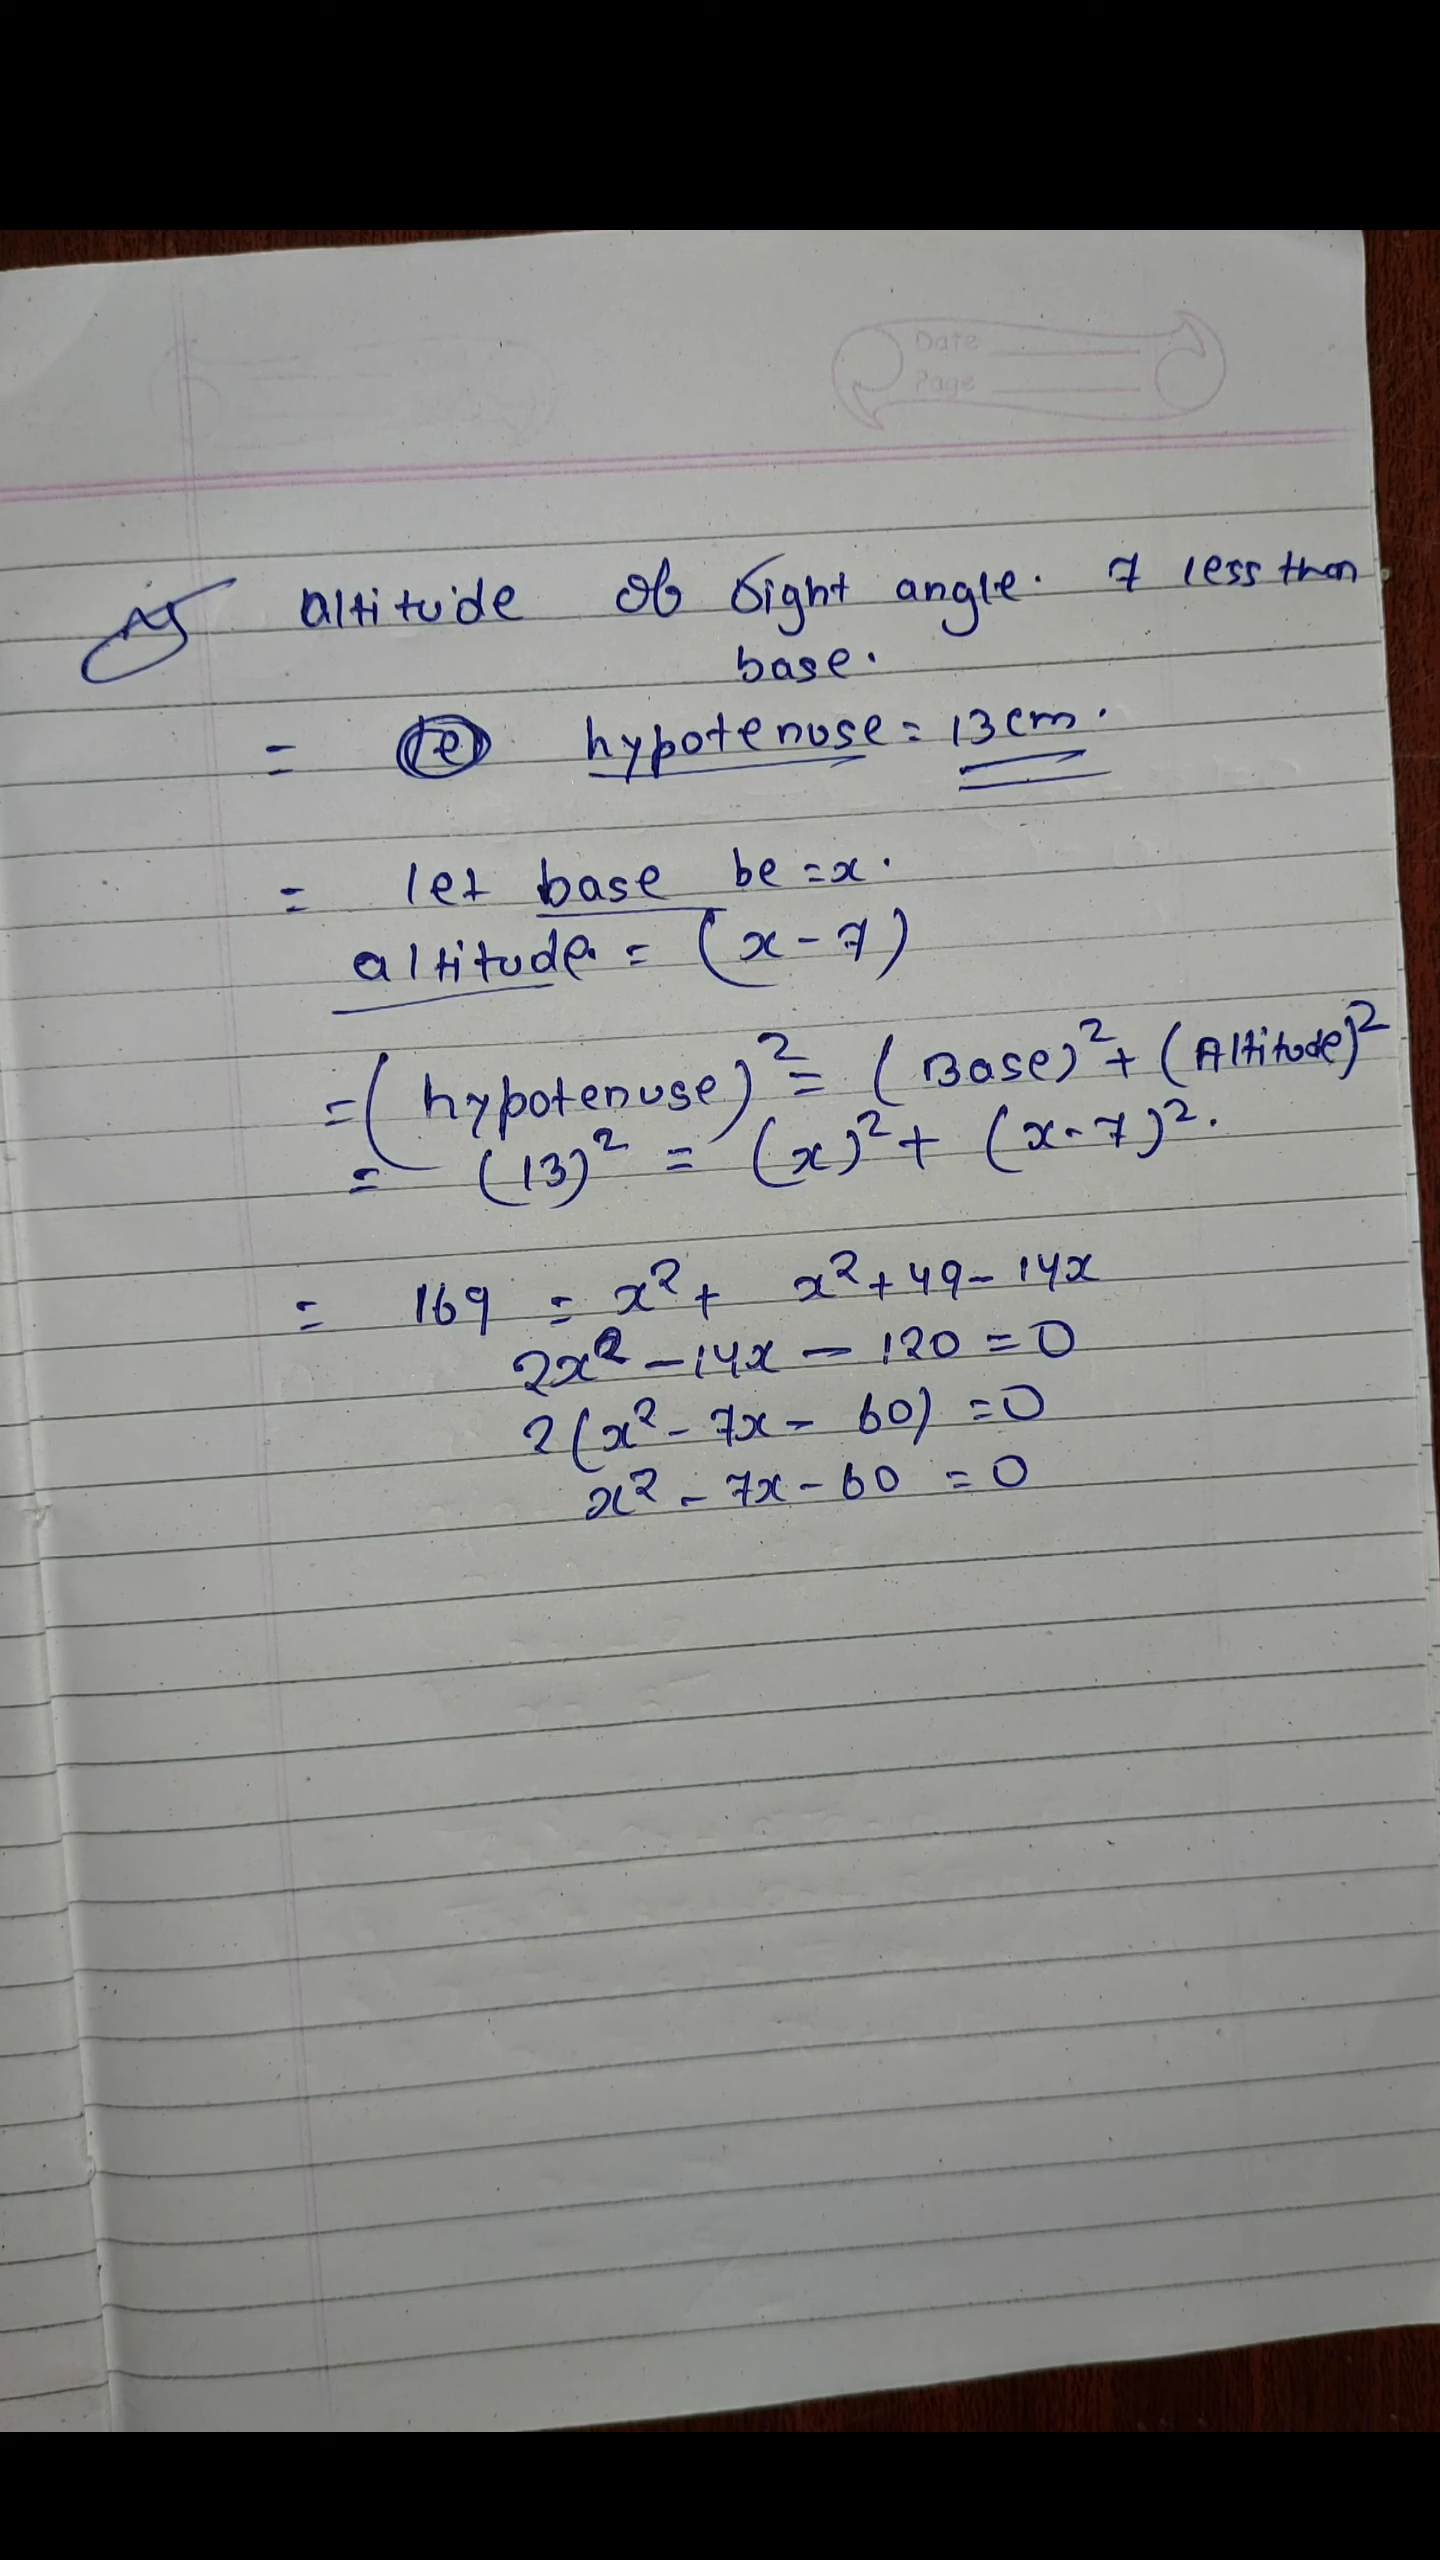 Date
Page
altitude of right angle. 7 less than
base.
= hypotenuse = 13 cm.
= let base be = x.
altitude = (x - 7)
= (hypotenuse)² = (Base)² + (Altitude)²
= (13)² = (x)² + (x - 7)².
= 169 = x² + x² + 49 - 14x
2x² - 14x - 120 = 0
2(x² - 7x - 60) = 0
x² - 7x - 60 = 0